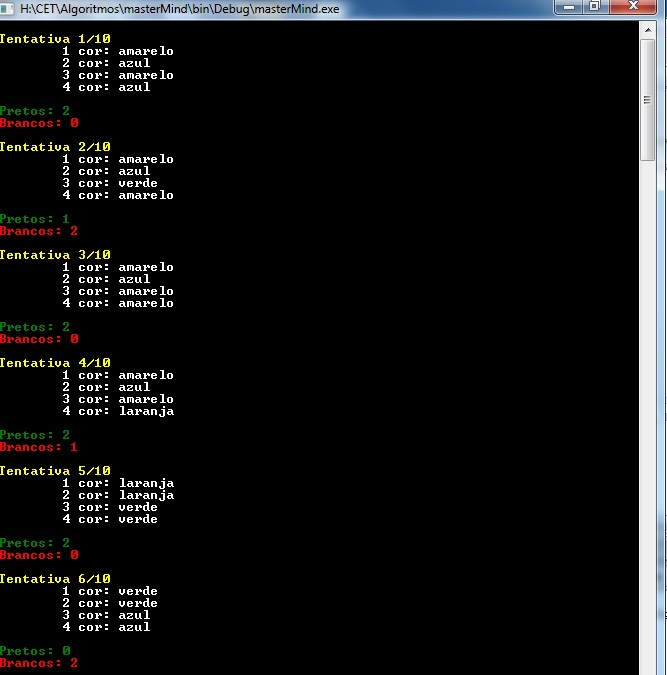 H:\CET\Algoritmos\masterMind\bin\Debug\masterMind.exe
Tentativa 1/10
1 cor: amarelo
2 cor: azul
3 cor: amarelo
4 cor: azul
Pretos: 2
Brancos: 0
Tentativa 2/10
1 cor: amarelo
2 cor: azul
3 cor: verde
4 cor: amarelo
Pretos: 1
Brancos: 2
Tentativa 3/10
1 cor: amarelo
2 cor: azul
3 cor: amarelo
4 cor: amarelo
Pretos: 2
Brancos: 0
Tentativa 4/10
1 cor: amarelo
2 cor: azul
3 cor: amarelo
4 cor: laranja
Pretos: 2
Brancos: 1
Tentativa 5/10
1 cor: laranja
2 cor: laranja
3 cor: verde
4 cor: verde
Pretos: 2
Brancos: 0
Tentativa 6/10
1 cor: verde
2 cor: verde
3 cor: azul
4 cor: azul
Pretos: 0
Brancos: 2